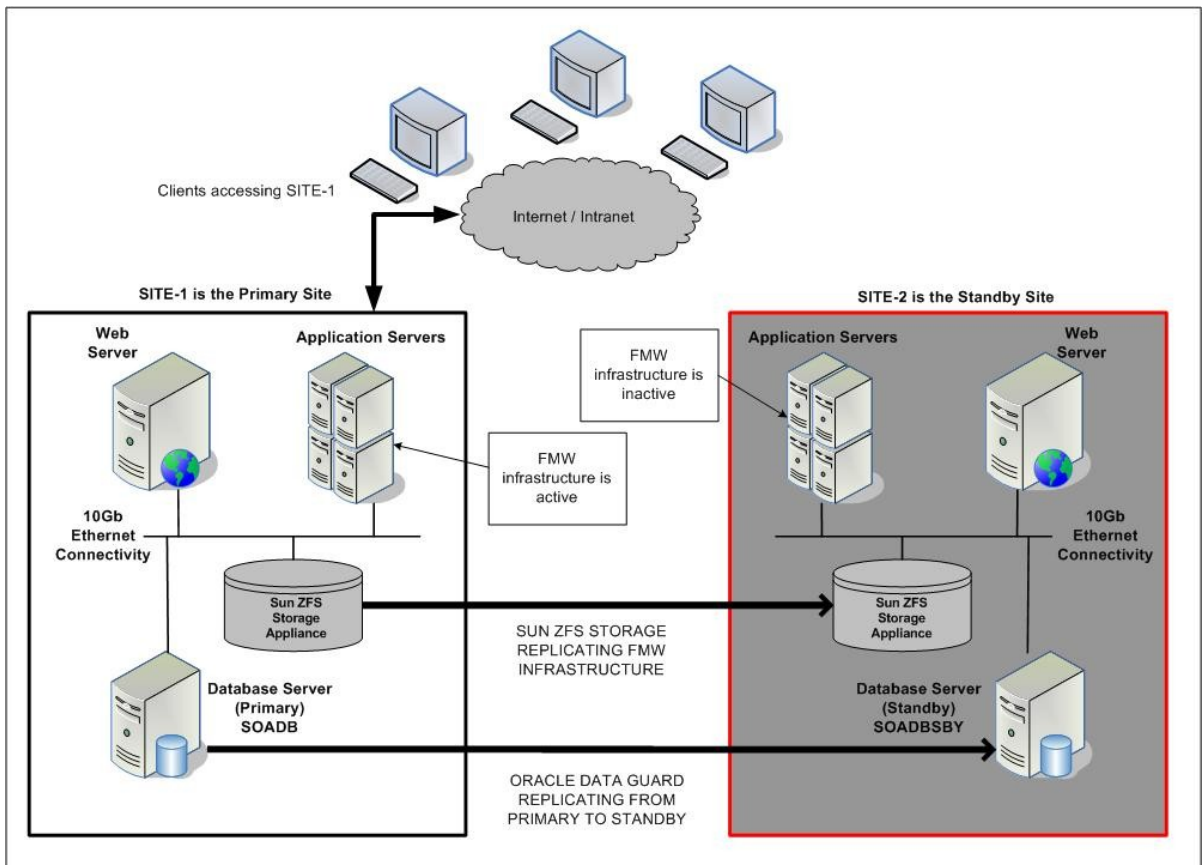 Clients accessing SITE-1
Internet / Intranet
SITE-1 is the Primary Site
SITE-2 is the Standby Site
Web
Server
Application Servers
FMW
infrastructure is
active
10Gb
Ethernet
Connectivity
Sun ZFS
Storage
Appliance
Database Server
(Primary)
SOADB
FMW
infrastructure is
inactive
Application Servers
Web
Server
10Gb
Ethernet
Connectivity
Sun ZFS
Storage
Appliance
Database Server
(Standby)
SOADBSBY
SUN ZFS STORAGE
REPLICATING FMW
INFRASTRUCTURE
ORACLE DATA GUARD
REPLICATING FROM
PRIMARY TO STANDBY